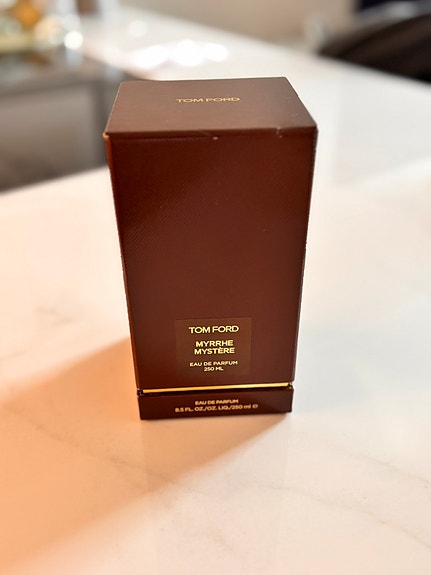 TOM FORD
TOM FORD
MYRRHE
MYSTÈRE
EAU DE PARFUM
250 ML
EAU DE PARFUM
8.5 FL. OZ./OZ. LIQ./250 ml ℮